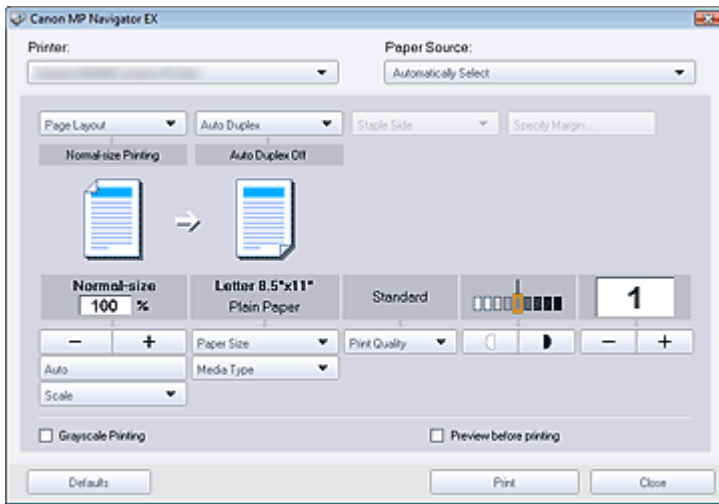 Canon MP Navigator EX
Printer:
Paper Source:
Automatically Select
Page Layout
Auto Duplex
Staple Side
Specify Margin...
Normal-size Printing
Auto Duplex Off
Normal-size
100 %
Letter 8.5"x11"
Plain Paper
Standard
1
− +
Paper Size
Print Quality
− +
Auto
Media Type
Scale
Grayscale Printing
Preview before printing
Defaults
Print
Close